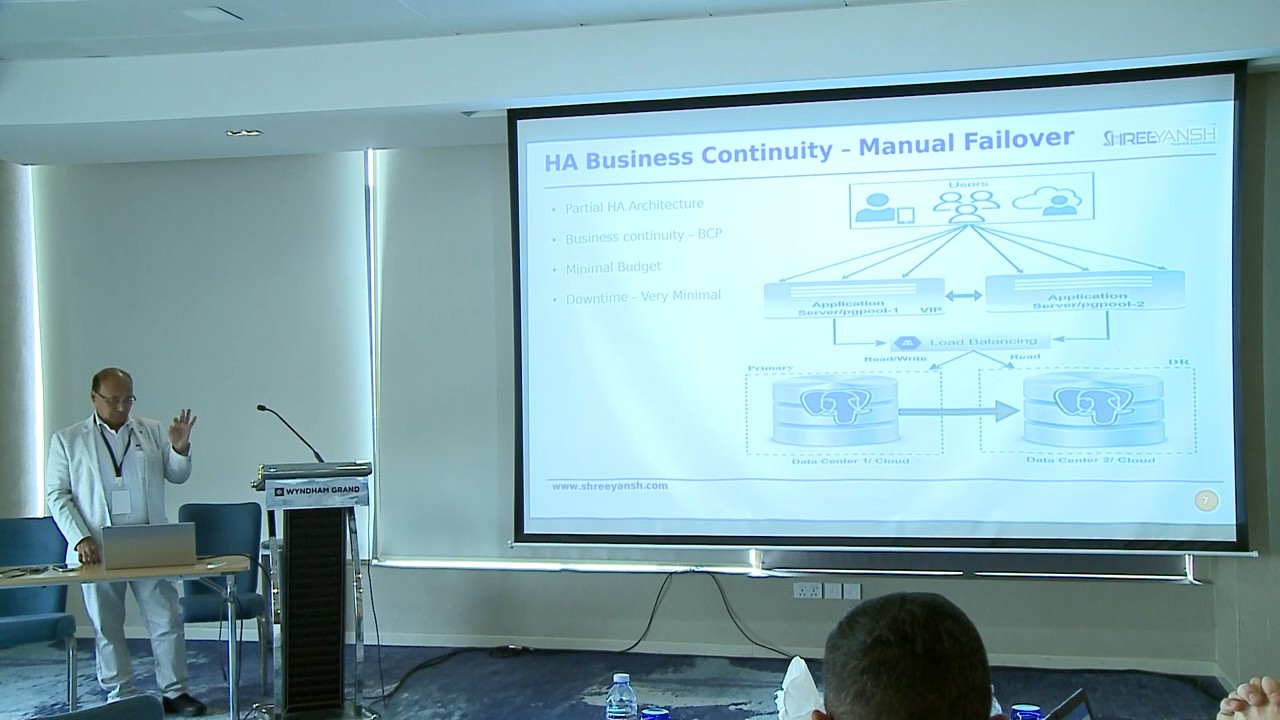 HA Business Continuity – Manual Failover
SHREEYANSH
• Partial HA Architecture
• Business continuity - BCP
• Minimal Budget
• Downtime - Very Minimal
Users
Application
Server/pgpool-1 VIP
Application
Server/pgpool-2
Load Balancing
Read/Write
Read
Primary
DR
Data Center 1/ Cloud
Data Center 2/ Cloud
www.shreeyansh.com
7
WYNDHAM GRAND